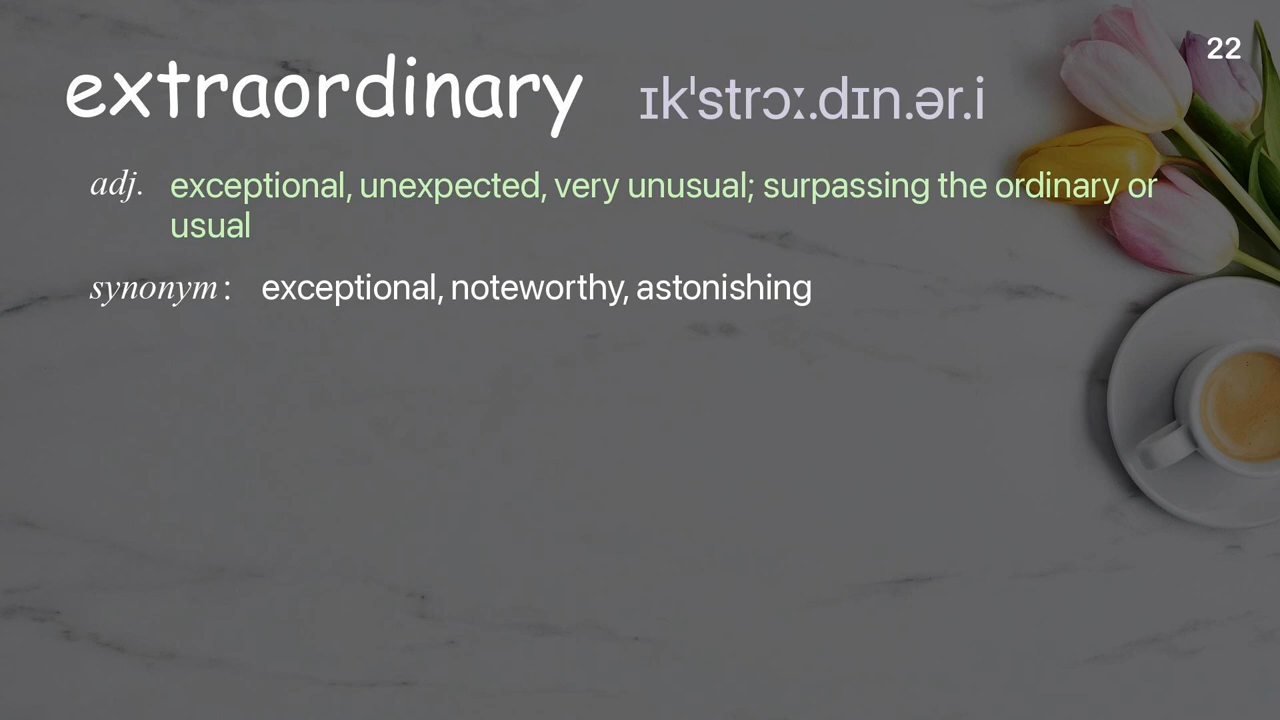 22
extraordinary ɪkˈstrɔː.dɪn.ər.i
adj. exceptional, unexpected, very unusual; surpassing the ordinary or
usual
synonym: exceptional, noteworthy, astonishing